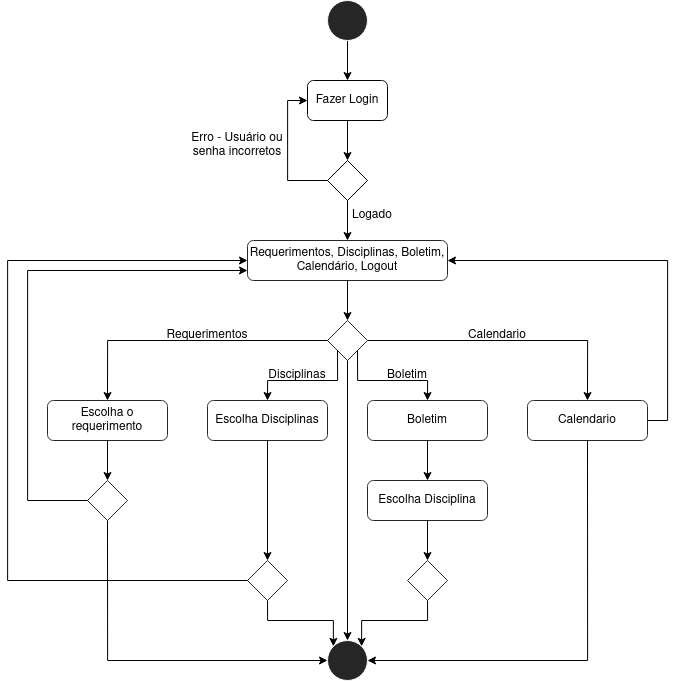 Fazer Login
Erro - Usuário ou
senha incorretos
Logado
Requerimentos, Disciplinas, Boletim,
Calendário, Logout
Requerimentos
Calendario
Disciplinas
Boletim
Escolha o
requerimento
Escolha Disciplinas
Boletim
Calendario
Escolha Disciplina